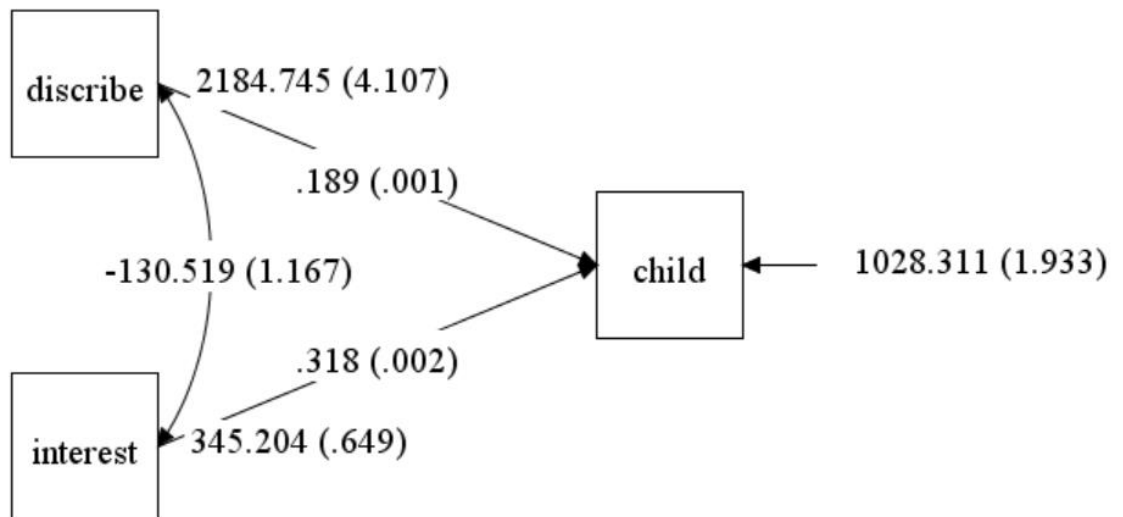 discribe
2184.745 (4.107)
.189 (.001)
-130.519 (1.167)
child
1028.311 (1.933)
.318 (.002)
interest
345.204 (.649)